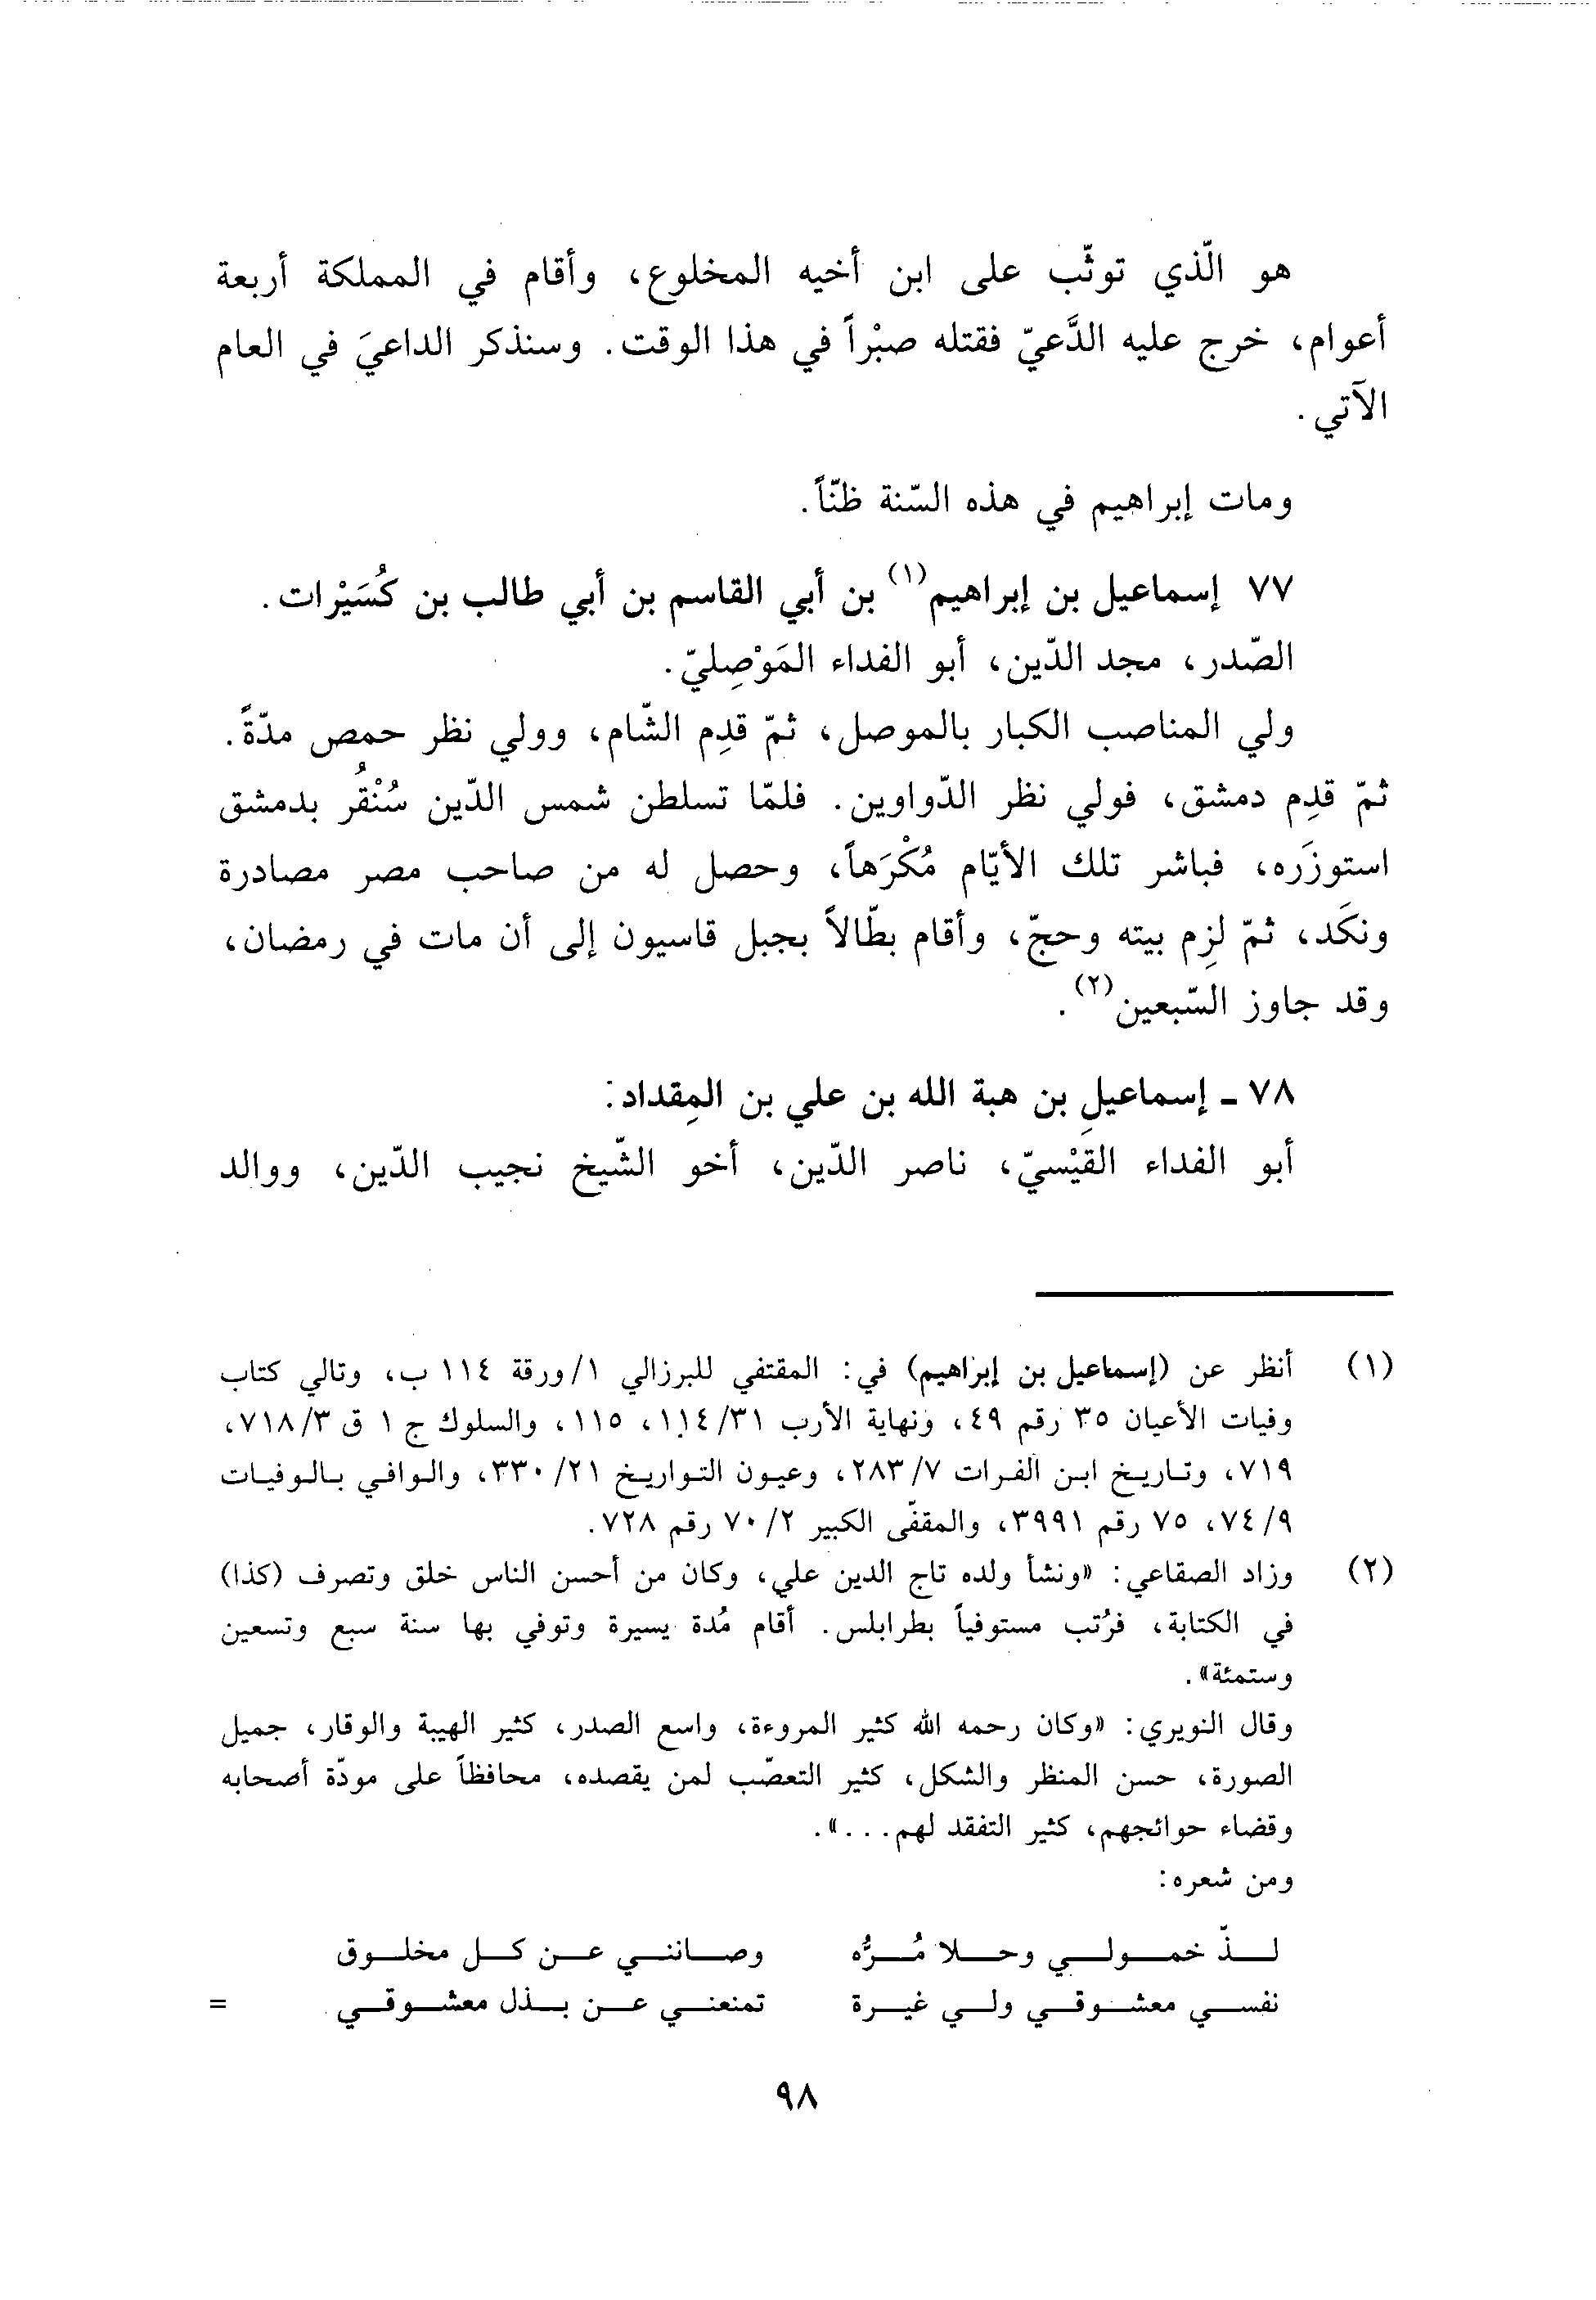 هو الّذي توثّب على ابن أخيه المخلوع، وأقام في المملكة أربعة
أعوام، خرج عليه الدَّعيّ فقتله صبْراً في هذا الوقت. وسنذكر الداعيَ في العام
الآتي.
ومات إبراهيم في هذه السّنة ظنّاً.
٧٧ إسماعيل بن إبراهيم(١) بن أبي القاسم بن أبي طالب بن كُسَيْرات.
الصّدر، مجد الدّين، أبو الفداء المَوْصِليّ.
ولي المناصب الكبار بالموصل، ثمّ قدِم الشّام، وولي نظر حمص مدّةً.
ثمّ قدِم دمشق، فولي نظر الدّواوين. فلمّا تسلطن شمس الدّين سُنْقُر بدمشق
استوزَره، فباشر تلك الأيّام مُكْرَهاً، وحصل له من صاحب مصر مصادرة
ونكَد، ثمّ لزِم بيته وحجّ، وأقام بطّالاً بجبل قاسيون إلى أن مات في رمضان،
وقد جاوز السّبعين(٢).
٧٨ ـ إسماعيل بن هبة الله بن علي بن المِقداد:
أبو الفداء القيْسيّ، ناصر الدّين، أخو الشّيخ نجيب الدّين، ووالد
(١) أنظر عن (إسماعيل بن إبراهيم) في: المقتفي للبرزالي ١/ورقة ١١٤ ب، وتالي كتاب
وفيات الأعيان ٣٥ رقم ٤٩، ونهاية الأرب ٣١/١١٤، ١١٥، والسلوك ج ١ ق ٣/٧١٨،
٧١٩، وتاريخ ابن الفرات ٧/٢٨٣، وعيون التواريخ ٢١/٣٣٠، والوافي بالوفيات
٩/٧٤، ٧٥ رقم ٣٩٩١، والمقفّى الكبير ٢/٧٠ رقم ٧٢٨.
(٢) وزاد الصقاعي: «ونشأ ولده تاج الدين علي، وكان من أحسن الناس خلق وتصرف (كذا)
في الكتابة، فرُتب مستوفياً بطرابلس. أقام مُدة يسيرة وتوفي بها سنة سبع وتسعين
وستمئة».
وقال النويري: «وكان رحمه الله كثير المروءة، واسع الصدر، كثير الهيبة والوقار، جميل
الصورة، حسن المنظر والشكل، كثير التعصّب لمن يقصده، محافظاً على مودّة أصحابه
وقضاء حوائجهم، كثير التفقد لهم...».
ومن شعره:
لذّ خمولي وحلا مُرُّه وصانني عن كل مخلوق
نفسي معشوقي ولي غيرة تمنعني عن بذل معشوقي =
٩٨